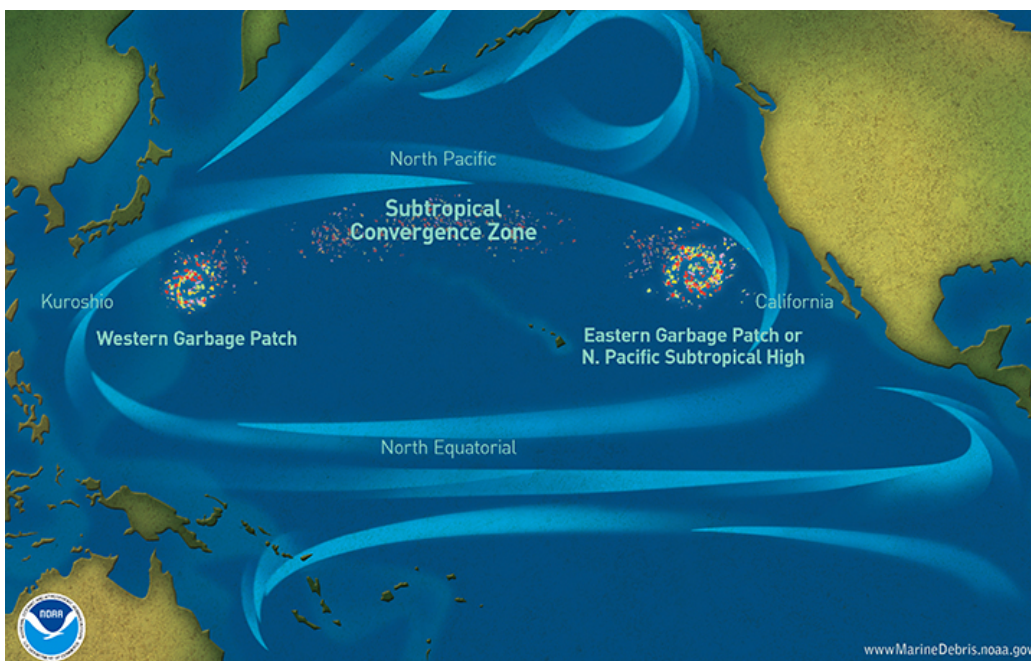 North Pacific
Subtropical
Convergence Zone
Kuroshio
California
Western Garbage Patch
Eastern Garbage Patch or
N. Pacific Subtropical High
North Equatorial
NOAA
www.MarineDebris.noaa.gov